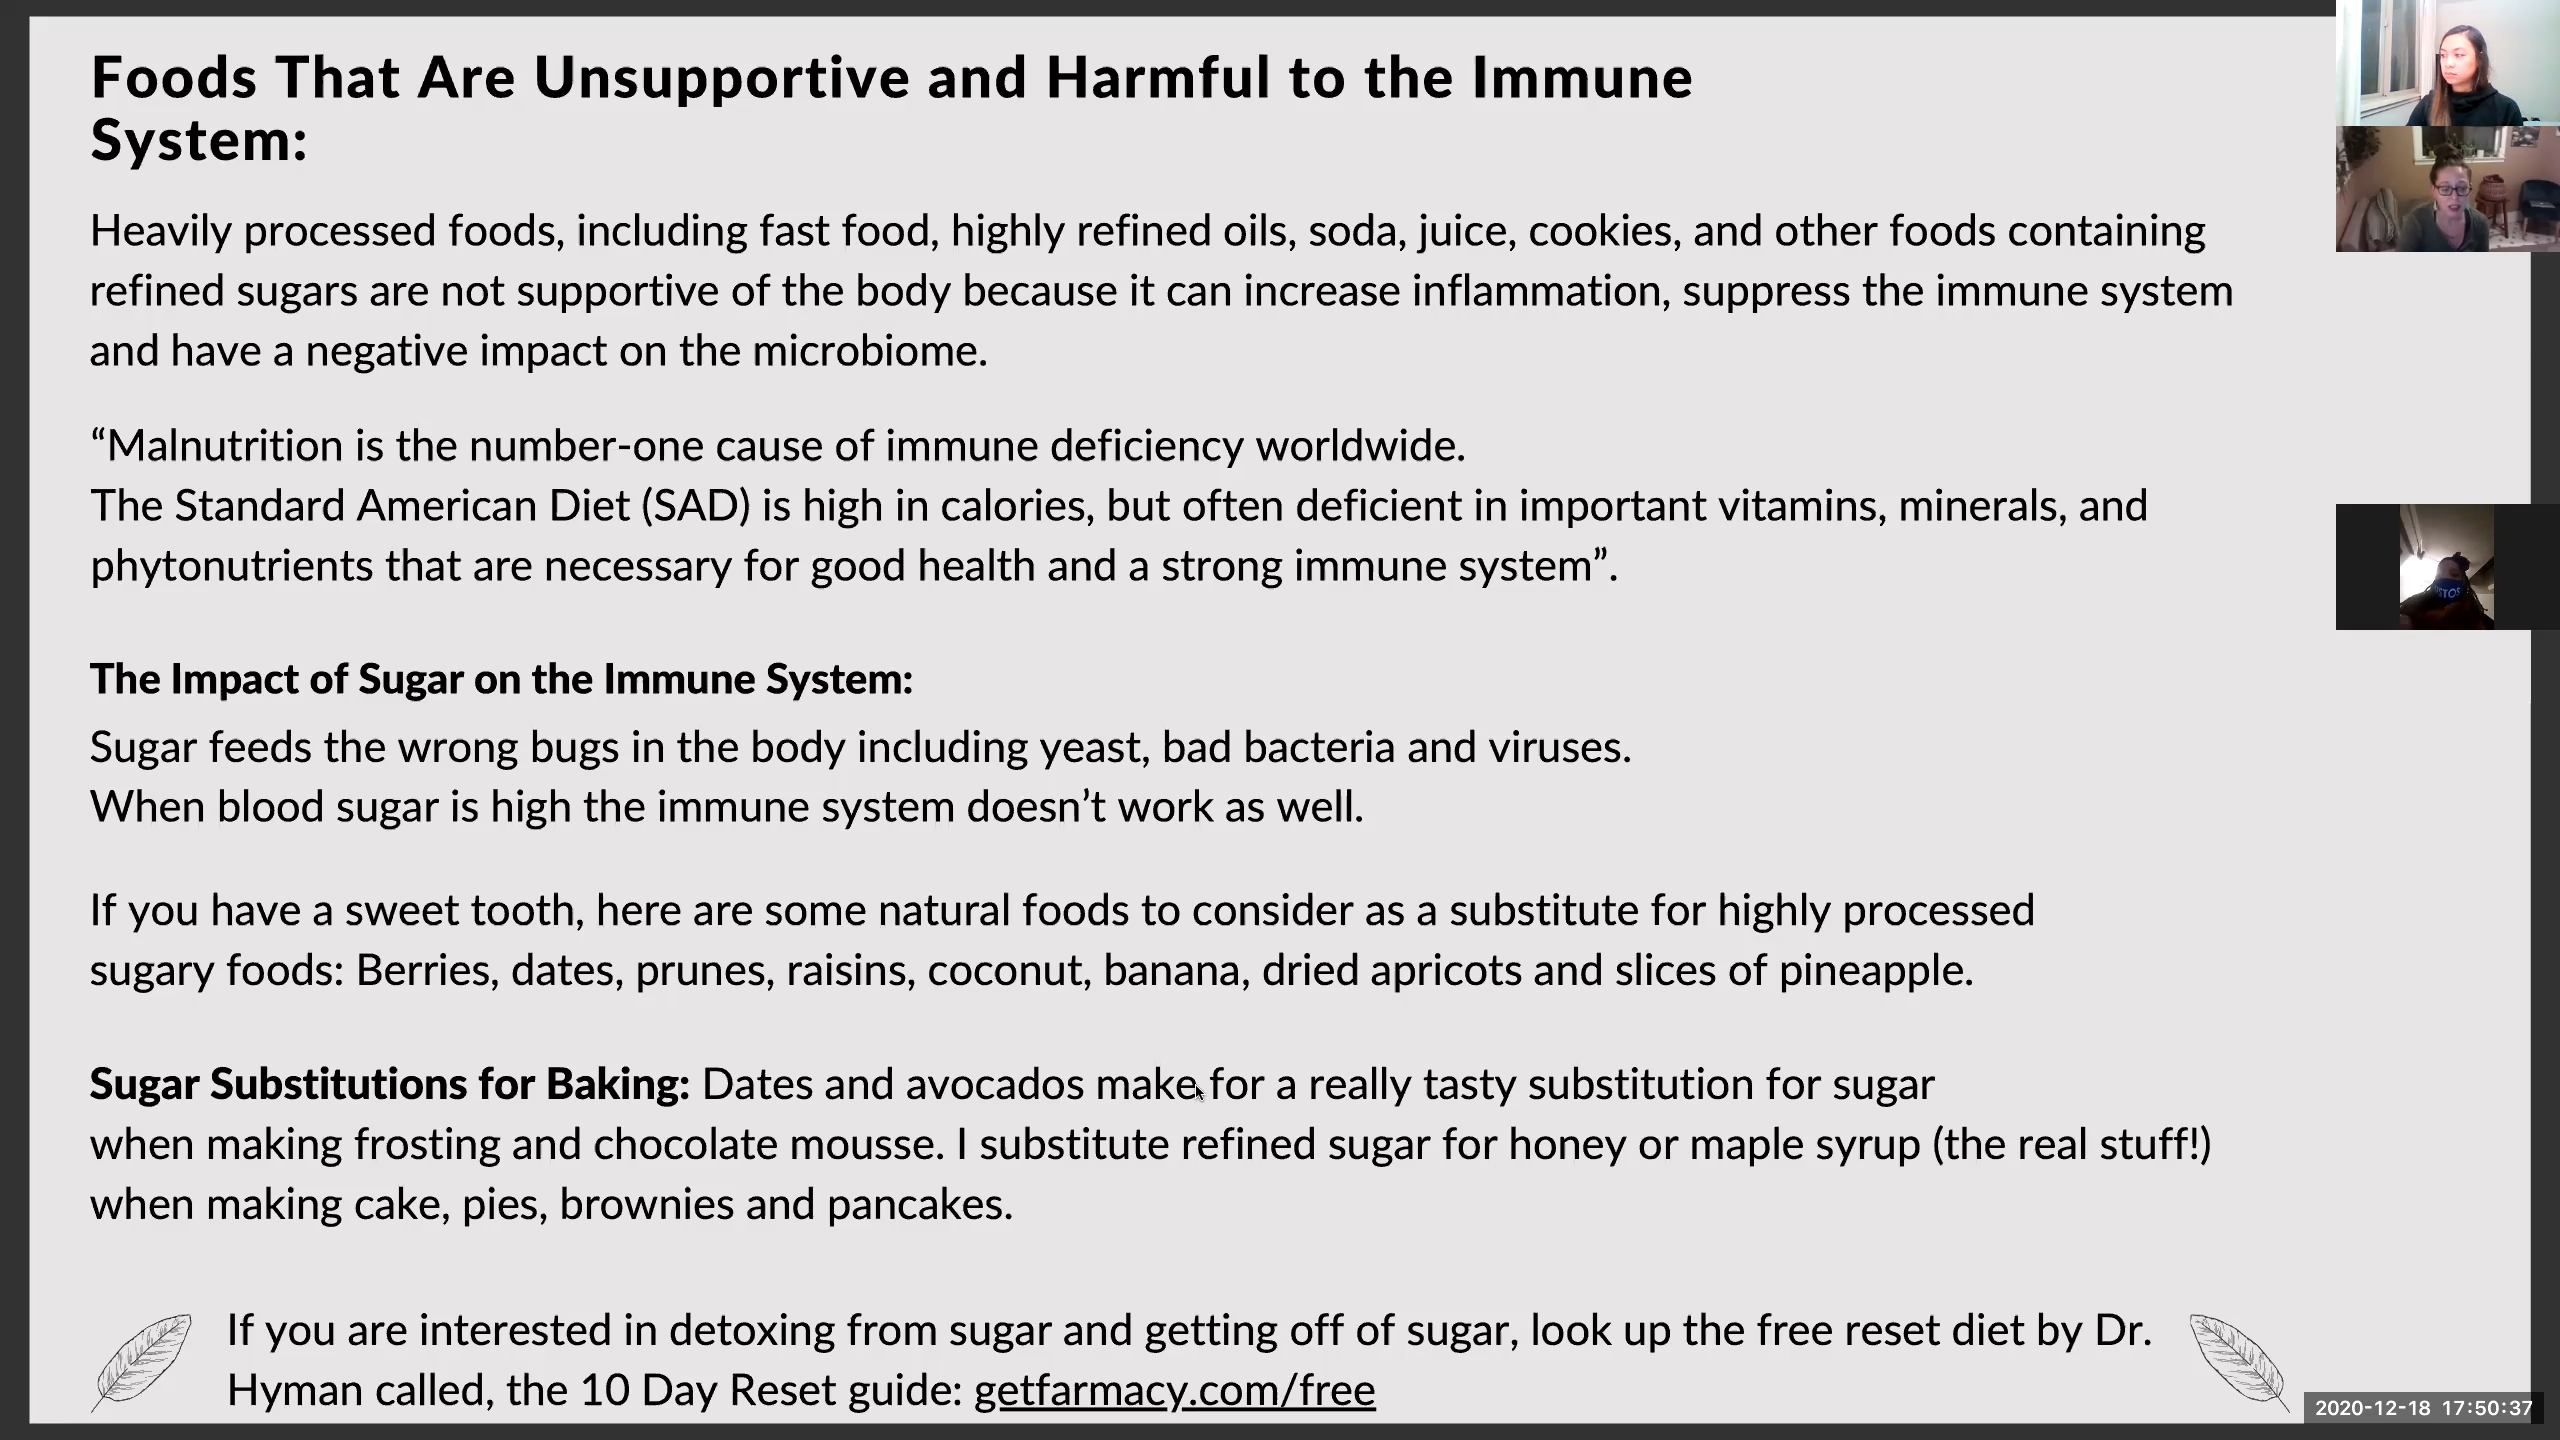 Foods That Are Unsupportive and Harmful to the Immune
System:
Heavily processed foods, including fast food, highly refined oils, soda, juice, cookies, and other foods containing
refined sugars are not supportive of the body because it can increase inflammation, suppress the immune system
and have a negative impact on the microbiome.
“Malnutrition is the number-one cause of immune deficiency worldwide.
The Standard American Diet (SAD) is high in calories, but often deficient in important vitamins, minerals, and
phytonutrients that are necessary for good health and a strong immune system”.
The Impact of Sugar on the Immune System:
Sugar feeds the wrong bugs in the body including yeast, bad bacteria and viruses.
When blood sugar is high the immune system doesn’t work as well.
If you have a sweet tooth, here are some natural foods to consider as a substitute for highly processed
sugary foods: Berries, dates, prunes, raisins, coconut, banana, dried apricots and slices of pineapple.
Sugar Substitutions for Baking: Dates and avocados make for a really tasty substitution for sugar
when making frosting and chocolate mousse. I substitute refined sugar for honey or maple syrup (the real stuff!)
when making cake, pies, brownies and pancakes.
If you are interested in detoxing from sugar and getting off of sugar, look up the free reset diet by Dr.
Hyman called, the 10 Day Reset guide: getfarmacy.com/free
2020-12-18 17:50:37